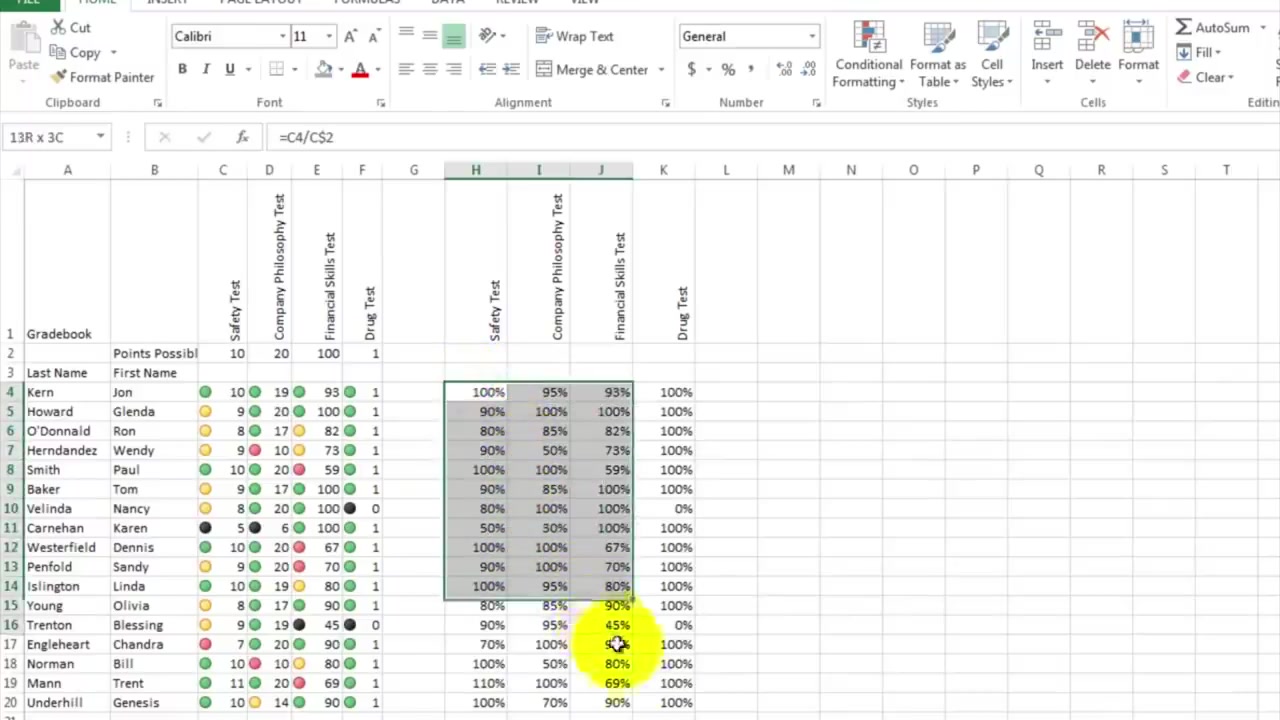 FILE HOME INSERT PAGE LAYOUT FORMULAS DATA REVIEW VIEW
Paste
Cut
Copy
Format Painter
Clipboard
Calibri 11
B I U
Font
Wrap Text
Merge & Center
Alignment
General
$ % ,
Number
Conditional Formatting
Format as Table
Cell Styles
Styles
Insert Delete Format
Cells
AutoSum
Fill
Clear
13R x 3C fx =C4/C$2
A B C D E F G H I J K L M N O P Q R S T
1 Gradebook Safety Test Company Philosophy Test Financial Skills Test Drug Test Safety Test Company Philosophy Test Financial Skills Test Drug Test
2 Points Possibl 10 20 100 1
3 Last Name First Name
4 Kern Jon 10 19 93 1 100% 95% 93% 100%
5 Howard Glenda 9 20 100 1 90% 100% 100% 100%
6 O'Donnald Ron 8 17 82 1 80% 85% 82% 100%
7 Herndandez Wendy 9 10 73 1 90% 50% 73% 100%
8 Smith Paul 10 20 59 1 100% 100% 59% 100%
9 Baker Tom 9 17 100 1 90% 85% 100% 100%
10 Velinda Nancy 8 20 100 0 80% 100% 100% 0%
11 Carnehan Karen 5 6 100 1 50% 30% 100% 100%
12 Westerfield Dennis 10 20 67 1 100% 100% 67% 100%
13 Penfold Sandy 9 20 70 1 90% 100% 70% 100%
14 Islington Linda 10 19 80 1 100% 95% 80% 100%
15 Young Olivia 8 17 90 1 80% 85% 90% 100%
16 Trenton Blessing 9 19 45 0 90% 95% 45% 0%
17 Engleheart Chandra 7 20 90 1 70% 100% 100%
18 Norman Bill 10 10 80 1 100% 50% 80% 100%
19 Mann Trent 11 20 69 1 110% 100% 69% 100%
20 Underhill Genesis 10 14 90 1 100% 70% 90% 100%